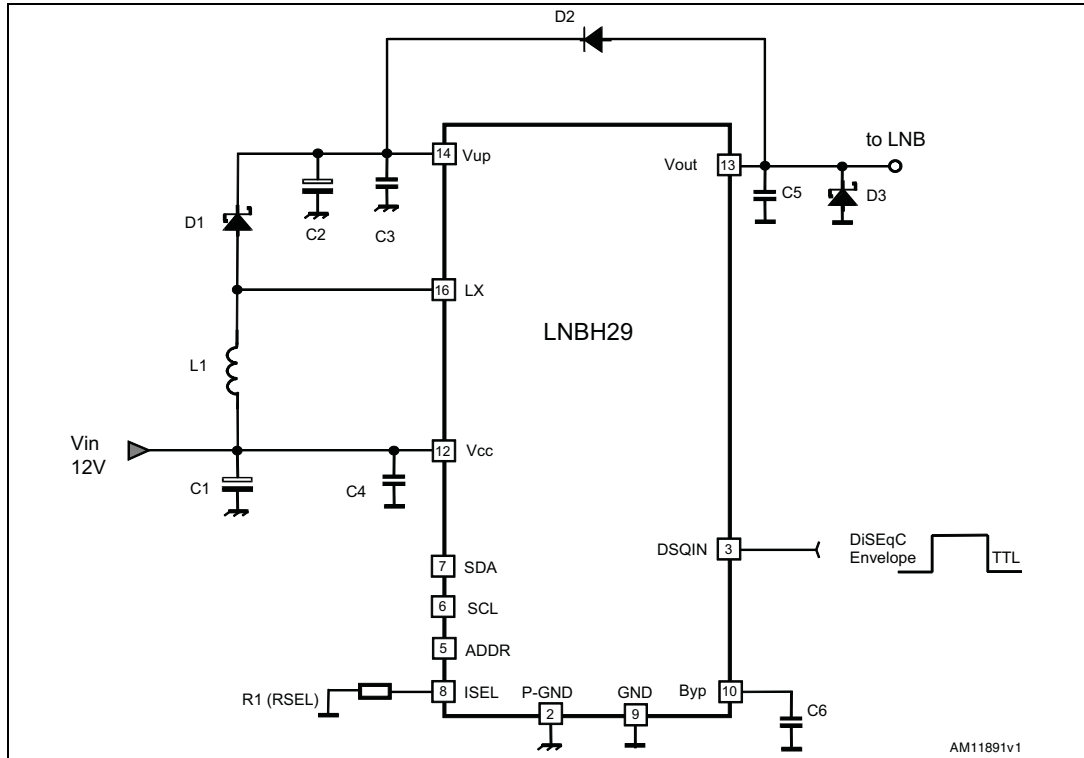 D2
to LNB
14
Vup
Vout
13
D1
C2
C3
C5
D3
16
LX
LNBH29
L1
Vin
12V
12
Vcc
C1
C4
DSQIN
3
DiSEqC
Envelope
TTL
7
SDA
6
SCL
5
ADDR
R1 (RSEL)
8
ISEL
P-GND
GND
Byp
10
2
9
C6
AM11891v1